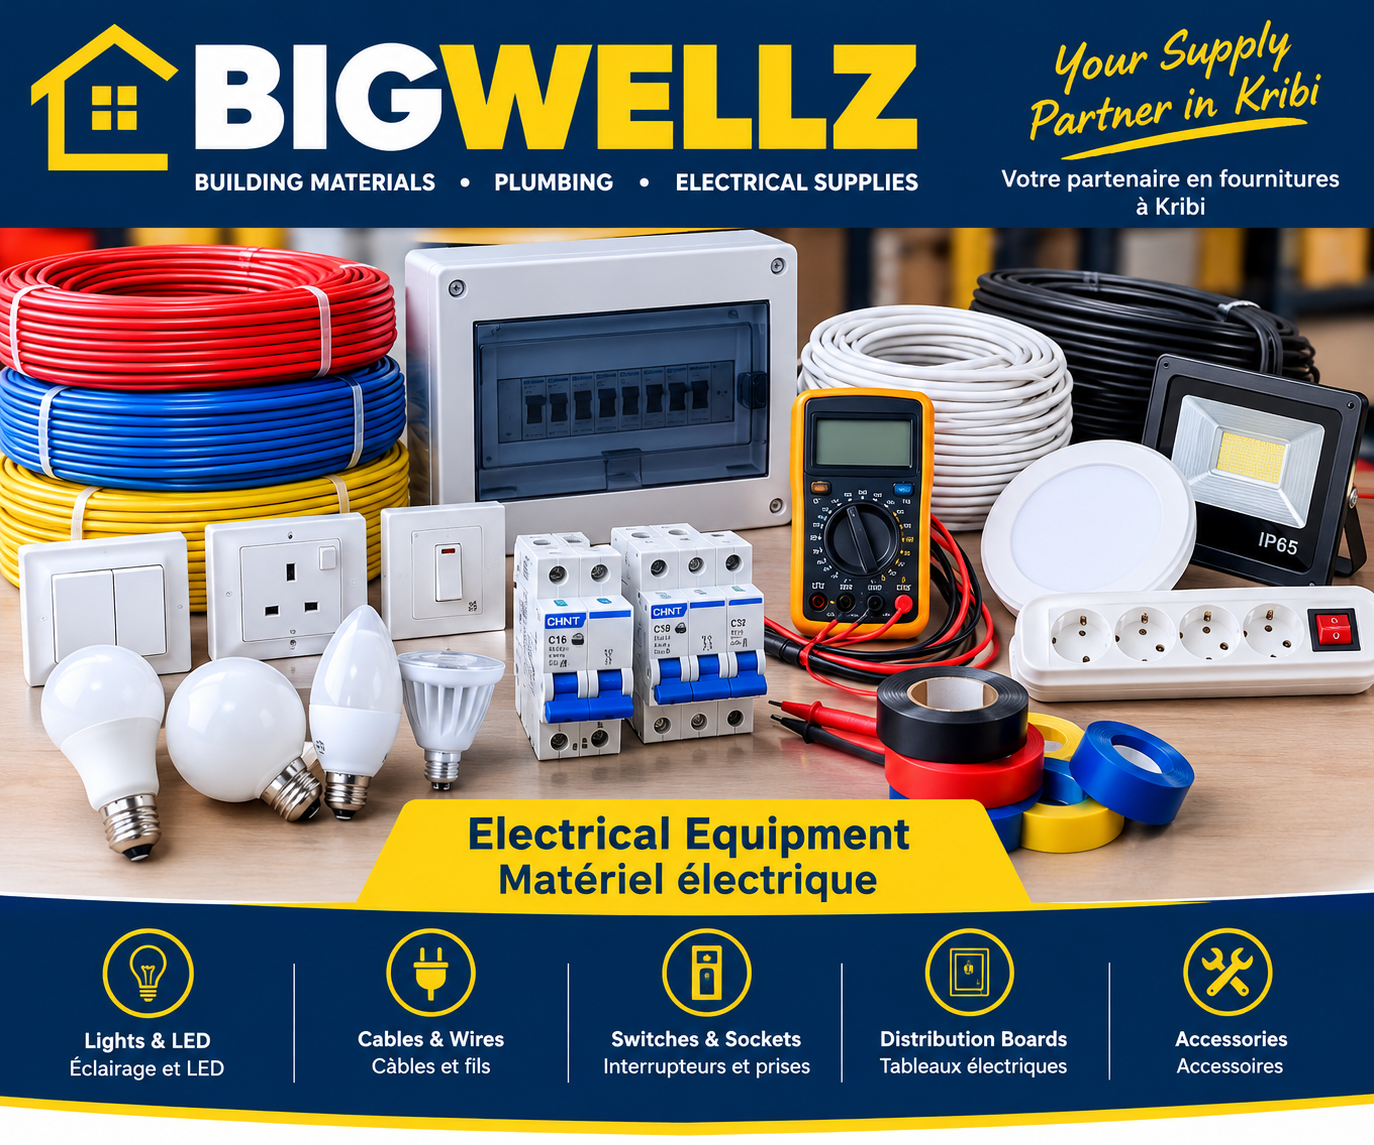 BIGWELLZ
BUILDING MATERIALS • PLUMBING • ELECTRICAL SUPPLIES
Your Supply
Partner in Kribi
Votre partenaire en fournitures
à Kribi
CHNT
C16
CHNT
IP65
Electrical Equipment
Matériel électrique
Lights & LED
Éclairage et LED
Cables & Wires
Càbles et fils
Switches & Sockets
Interrupteurs et prises
Distribution Boards
Tableaux électriques
Accessories
Accessoires